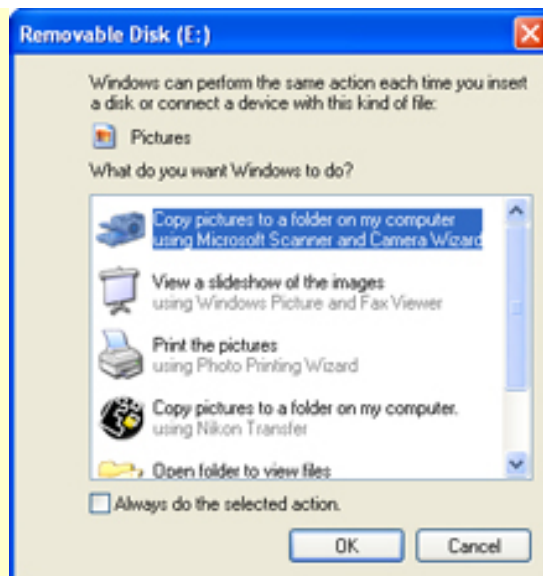 Removable Disk (E:)
Windows can perform the same action each time you insert
a disk or connect a device with this kind of file:
Pictures
What do you want Windows to do?
Copy pictures to a folder on my computer
using Microsoft Scanner and Camera Wizard
View a slideshow of the images
using Windows Picture and Fax Viewer
Print the pictures
using Photo Printing Wizard
Copy pictures to a folder on my computer.
using Nikon Transfer
Open folder to view files
Always do the selected action.
OK
Cancel